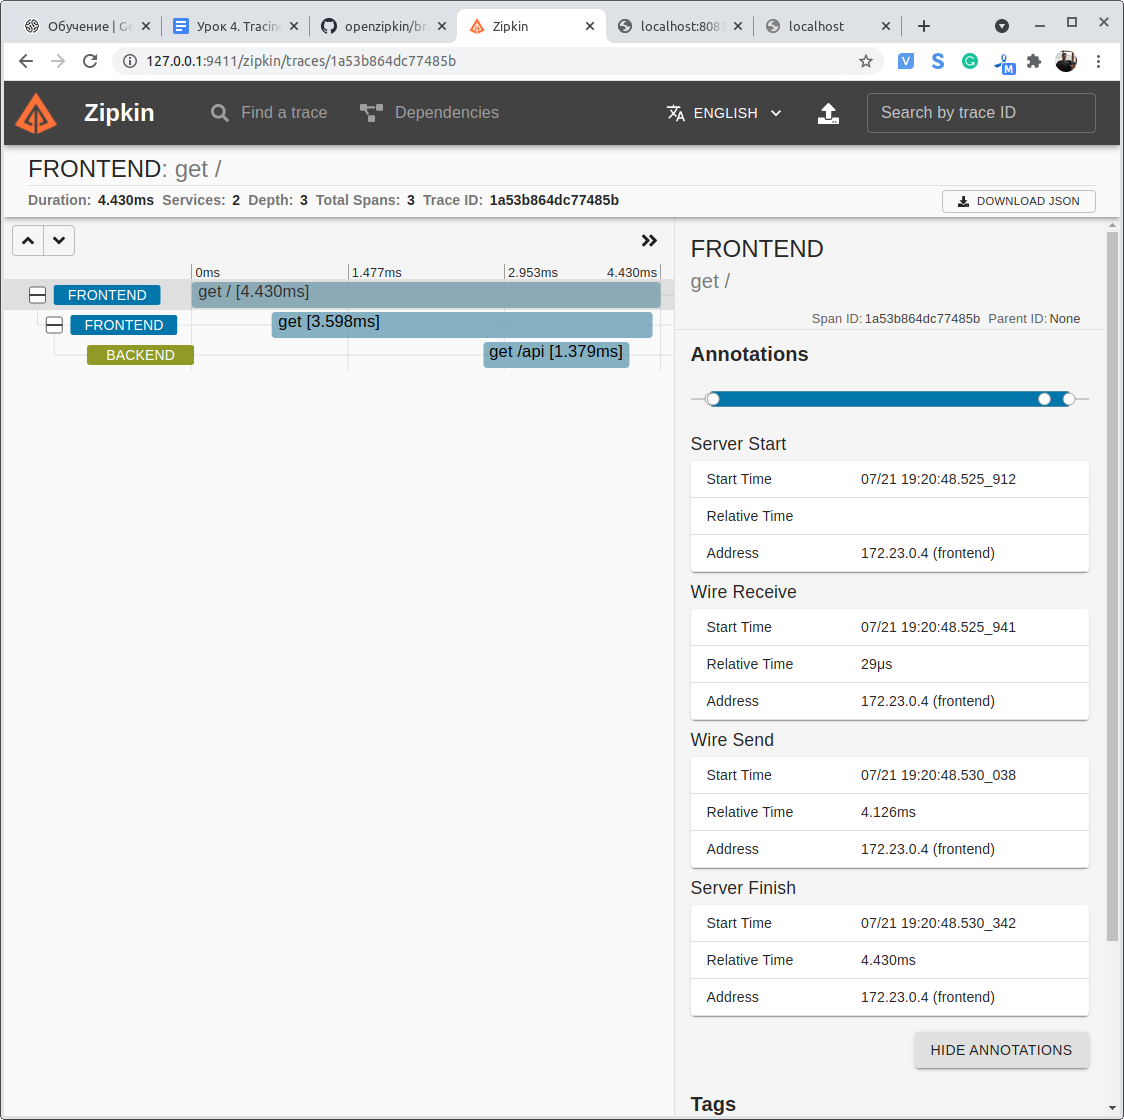 Обучение | Ge
Урок 4. Tracing
openzipkin/br
Zipkin
localhost:8081
localhost
127.0.0.1:9411/zipkin/traces/1a53b864dc77485b
Zipkin
Find a trace
Dependencies
ENGLISH
Search by trace ID
FRONTEND: get /
Duration: 4.430ms Services: 2 Depth: 3 Total Spans: 3 Trace ID: 1a53b864dc77485b
DOWNLOAD JSON
0ms 1.477ms 2.953ms 4.430ms
FRONTEND get / [4.430ms]
FRONTEND get [3.598ms]
BACKEND get /api [1.379ms]
FRONTEND
get /
Span ID: 1a53b864dc77485b Parent ID: None
Annotations
Server Start
Start Time 07/21 19:20:48.525_912
Relative Time
Address 172.23.0.4 (frontend)
Wire Receive
Start Time 07/21 19:20:48.525_941
Relative Time 29μs
Address 172.23.0.4 (frontend)
Wire Send
Start Time 07/21 19:20:48.530_038
Relative Time 4.126ms
Address 172.23.0.4 (frontend)
Server Finish
Start Time 07/21 19:20:48.530_342
Relative Time 4.430ms
Address 172.23.0.4 (frontend)
HIDE ANNOTATIONS
Tags